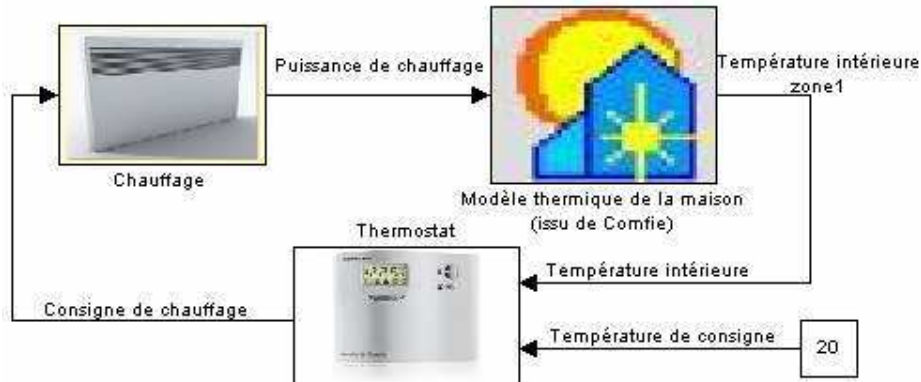 Puissance de chauffage
Température intérieure
zone1
Chauffage
Modèle thermique de la maison
(issu de Comfie)
Thermostat
Température intérieure
Consigne de chauffage
Température de consigne
20